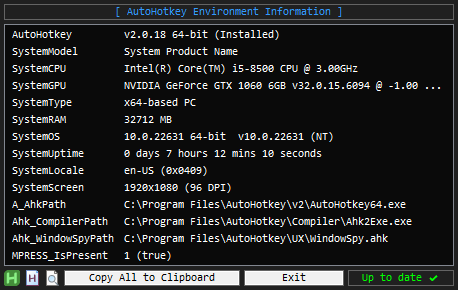 [ AutoHotkey Environment Information ]
AutoHotkey v2.0.18 64-bit (Installed)
SystemModel System Product Name
SystemCPU Intel(R) Core(TM) i5-8500 CPU @ 3.00GHz
SystemGPU NVIDIA GeForce GTX 1060 6GB v32.0.15.6094 @ -1.00 ...
SystemType x64-based PC
SystemRAM 32712 MB
SystemOS 10.0.22631 64-bit v10.0.22631 (NT)
SystemUptime 0 days 7 hours 12 mins 10 seconds
SystemLocale en-US (0x0409)
SystemScreen 1920x1080 (96 DPI)
A_AhkPath C:\Program Files\AutoHotkey\v2\AutoHotkey64.exe
Ahk_CompilerPath C:\Program Files\AutoHotkey\Compiler\Ahk2Exe.exe
Ahk_WindowSpyPath C:\Program Files\AutoHotkey\UX\WindowSpy.ahk
MPRESS_IsPresent 1 (true)
H H Copy All to Clipboard Exit Up to date ✔